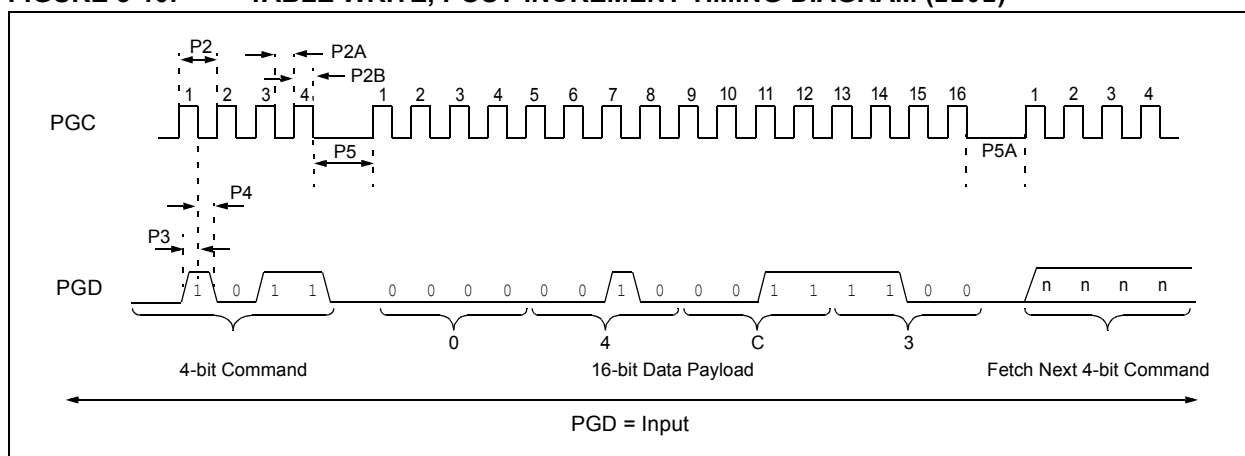 FIGURE 3-10: TABLE WRITE, POST-INCREMENT TIMING DIAGRAM (1101)
P2
P2A
P2B
1 2 3 4 1 2 3 4 5 6 7 8 9 10 11 12 13 14 15 16 1 2 3 4
PGC
P5
P5A
P4
P3
PGD
1 0 1 1 0 0 0 0 0 0 1 0 0 0 1 1 1 1 0 0 n n n n
0 4 C 3
4-bit Command 16-bit Data Payload Fetch Next 4-bit Command
PGD = Input